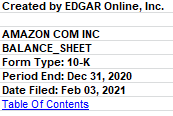 Created by EDGAR Online, Inc.
AMAZON COM INC
BALANCE_SHEET
Form Type: 10-K
Period End: Dec 31, 2020
Date Filed: Feb 03, 2021
Table Of Contents